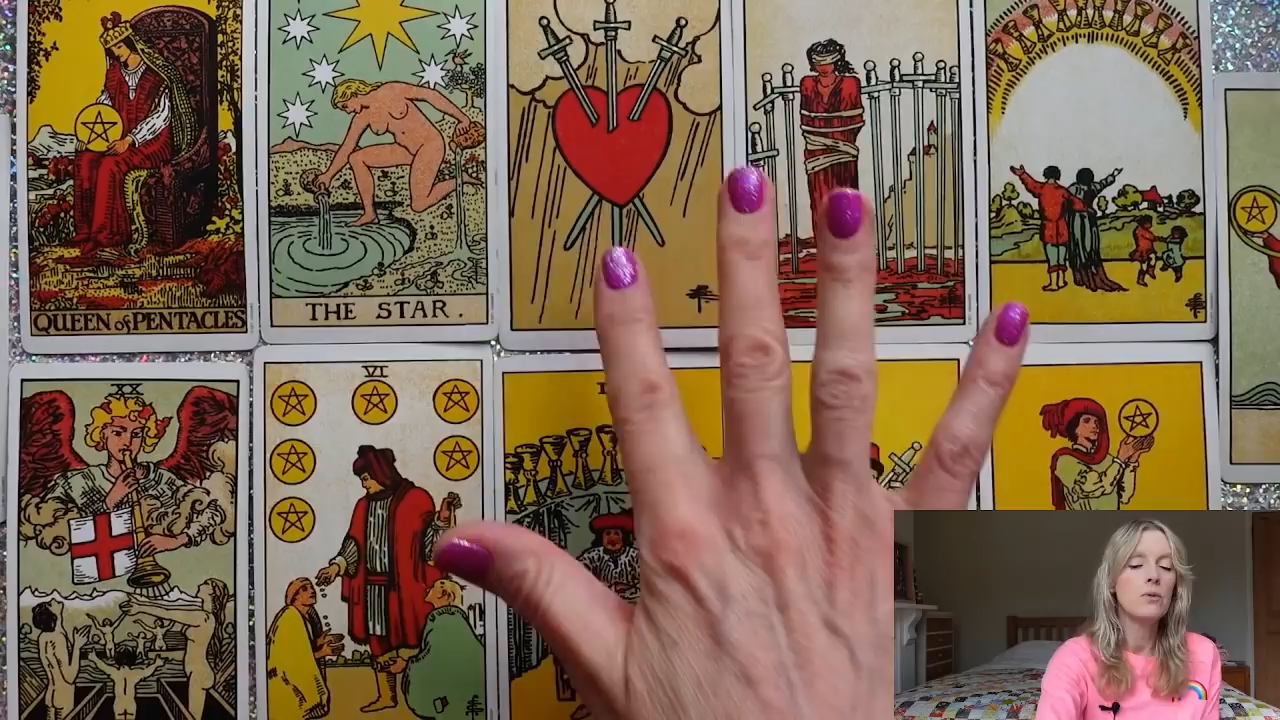 QUEEN of PENTACLES
THE STAR.
XX
VI